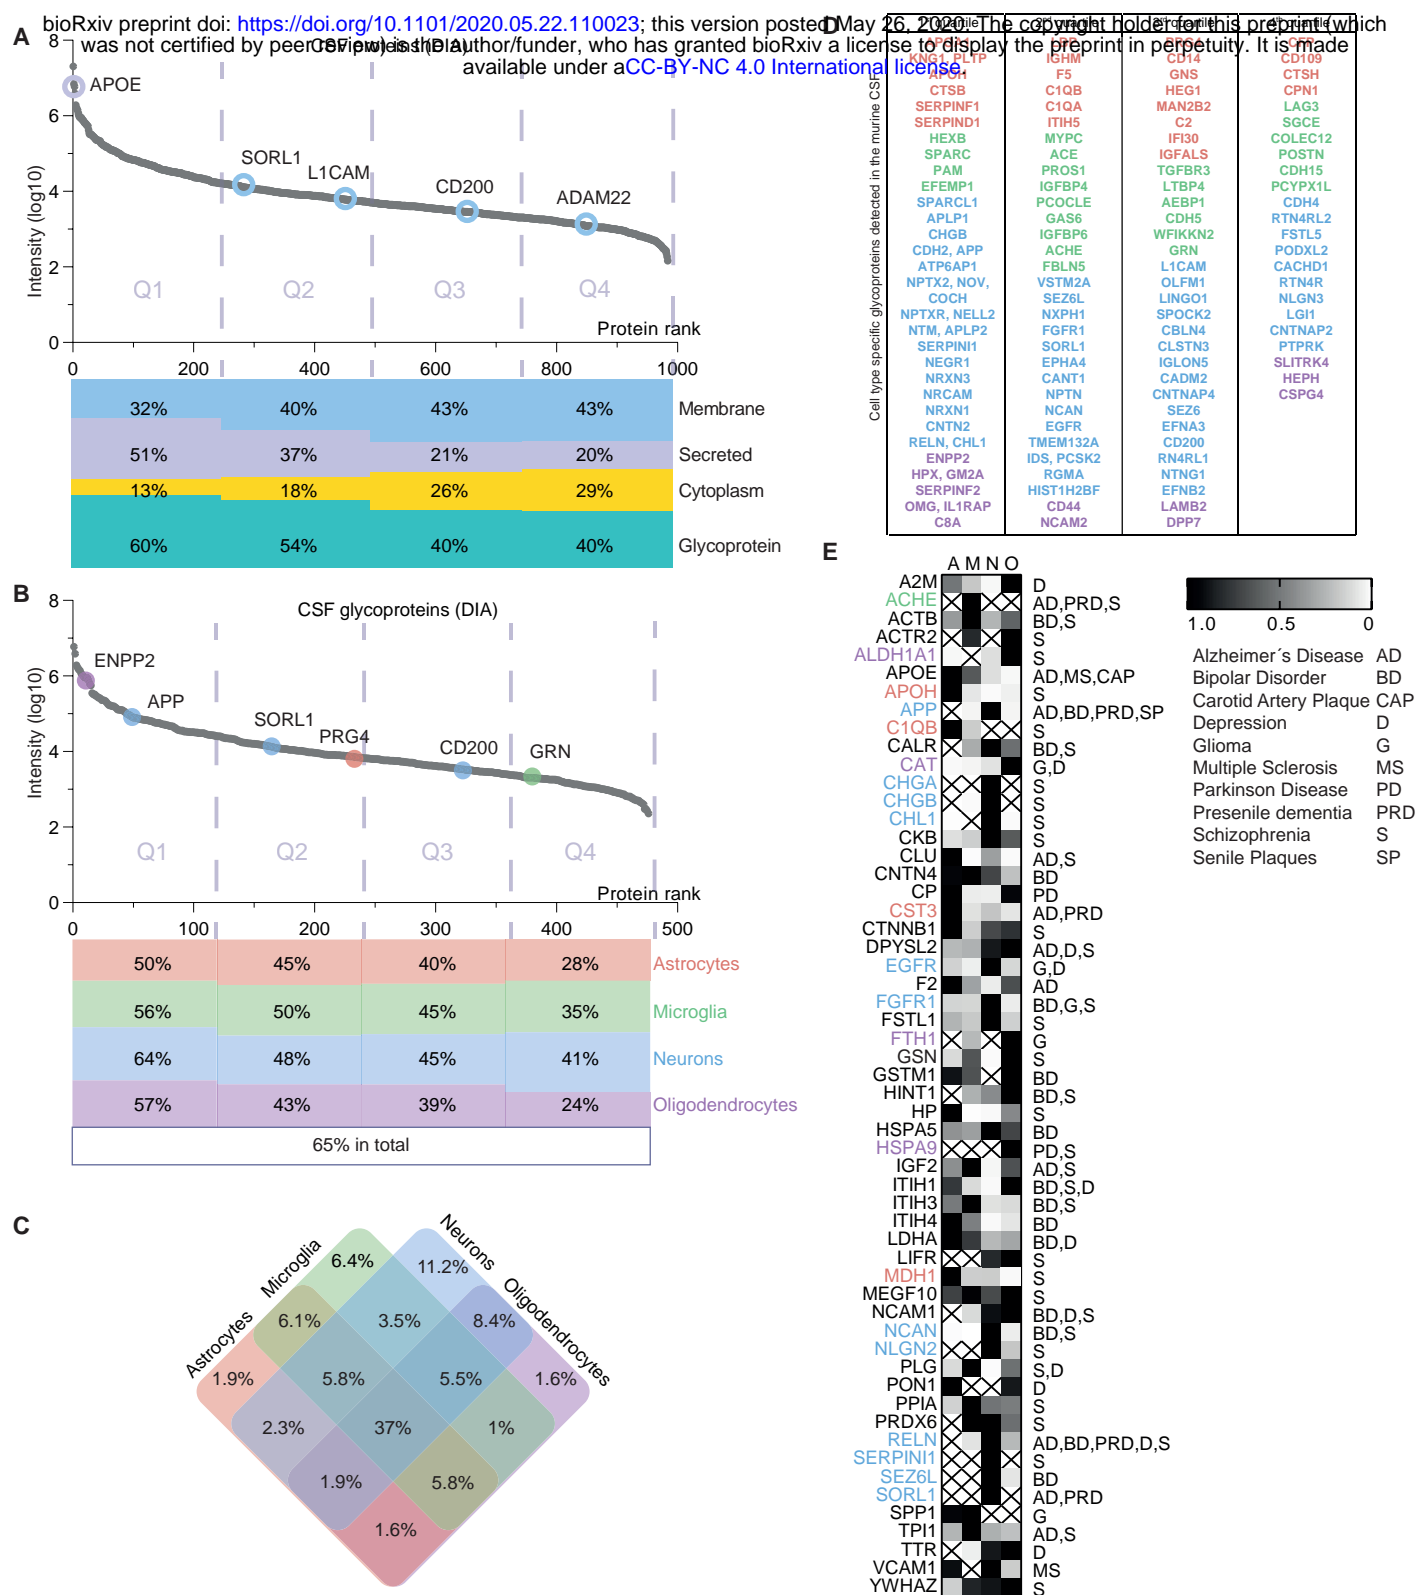 bioRxiv preprint doi: https://doi.org/10.1101/2020.05.22.110023; this version posted May 26, 2020. The copyright holder for this preprint (which
was not certified by peer review) is the author/funder, who has granted bioRxiv a license to display the preprint in perpetuity. It is made
available under aCC-BY-NC 4.0 International license.
A
CSF proteins (DIA)
Intensity (log10)
8
6
4
2
0
APOE
SORL1
L1CAM
CD200
ADAM22
Q1 Q2 Q3 Q4
Protein rank
0 200 400 600 800 1000
32% 40% 43% 43% Membrane
51% 37% 21% 20% Secreted
13% 18% 26% 29% Cytoplasm
60% 54% 40% 40% Glycoprotein
B
CSF glycoproteins (DIA)
Intensity (log10)
8
6
4
2
0
ENPP2
APP
SORL1
PRG4
CD200
GRN
Q1 Q2 Q3 Q4
Protein rank
0 100 200 300 400 500
50% 45% 40% 28% Astrocytes
56% 50% 45% 35% Microglia
64% 48% 45% 41% Neurons
57% 43% 39% 24% Oligodendrocytes
65% in total
C
Astrocytes
Microglia
Neurons
Oligodendrocytes
6.4% 11.2%
6.1% 3.5% 8.4%
1.9% 5.8% 5.5% 1.6%
2.3% 37% 1%
1.9% 5.8%
1.6%
D
Cell type specific glycoproteins detected in the murine CSF
quartile quartile quartile quartile
KNG1, PLTP IGHM CD14 CD109
APOH F5 GNS CTSH
CTSB C1QB HEG1 CPN1
SERPINF1 C1QA MAN2B2 LAG3
SERPIND1 ITIH5 C2 SGCE
HEXB MYPC IFI30 COLEC12
SPARC ACE IGFALS POSTN
PAM PROS1 TGFBR3 CDH15
EFEMP1 IGFBP4 LTBP4 PCYPX1L
SPARCL1 PCOCLE AEBP1 CDH4
APLP1 GAS6 CDH5 RTN4RL2
CHGB IGFBP6 WFIKKN2 FSTL5
CDH2, APP ACHE GRN PODXL2
ATP6AP1 FBLN5 L1CAM CACHD1
NPTX2, NOV, VSTM2A OLFM1 RTN4R
COCH SEZ6L LINGO1 NLGN3
NPTXR, NELL2 NXPH1 SPOCK2 LGI1
NTM, APLP2 FGFR1 CBLN4 CNTNAP2
SERPINI1 SORL1 CLSTN3 PTPRK
NEGR1 EPHA4 IGLON5 SLITRK4
NRXN3 CANT1 CADM2 HEPH
NRCAM NPTN CNTNAP4 CSPG4
NRXN1 NCAN SEZ6
CNTN2 EGFR EFNA3
RELN, CHL1 TMEM132A CD200
ENPP2 IDS, PCSK2 RN4RL1
HPX, GM2A RGMA NTNG1
SERPINF2 HIST1H2BF EFNB2
OMG, IL1RAP CD44 LAMB2
C8A NCAM2 DPP7
E
A M N O
A2M D
ACHE AD,PRD,S
ACTB BD,S
ACTR2 S
ALDH1A1 S
APOE AD,MS,CAP
APOH S
APP AD,BD,PRD,SP
C1QB S
CALR BD,S
CAT G,D
CHGA S
CHGB S
CHL1 S
CKB S
CLU AD,S
CNTN4 BD
CP PD
CST3 AD,PRD
CTNNB1 S
DPYSL2 AD,D,S
EGFR G,D
F2 AD
FGFR1 BD,G,S
FSTL1 S
FTH1 G
GSN S
GSTM1 BD
HINT1 BD,S
HP S
HSPA5 BD
HSPA9 PD,S
IGF2 AD,S
ITIH1 BD,S,D
ITIH3 BD,S
ITIH4 BD
LDHA BD,D
LIFR S
MDH1 S
MEGF10 S
NCAM1 BD,D,S
NCAN BD,S
NLGN2 S
PLG S,D
PON1 D
PPIA S
PRDX6 S
RELN AD,BD,PRD,D,S
SERPINI1 S
SEZ6L BD
SORL1 AD,PRD
SPP1 G
TPI1 AD,S
TTR D
VCAM1 MS
YWHAZ S
1.0 0.5 0
Alzheimer´s Disease AD
Bipolar Disorder BD
Carotid Artery Plaque CAP
Depression D
Glioma G
Multiple Sclerosis MS
Parkinson Disease PD
Presenile dementia PRD
Schizophrenia S
Senile Plaques SP